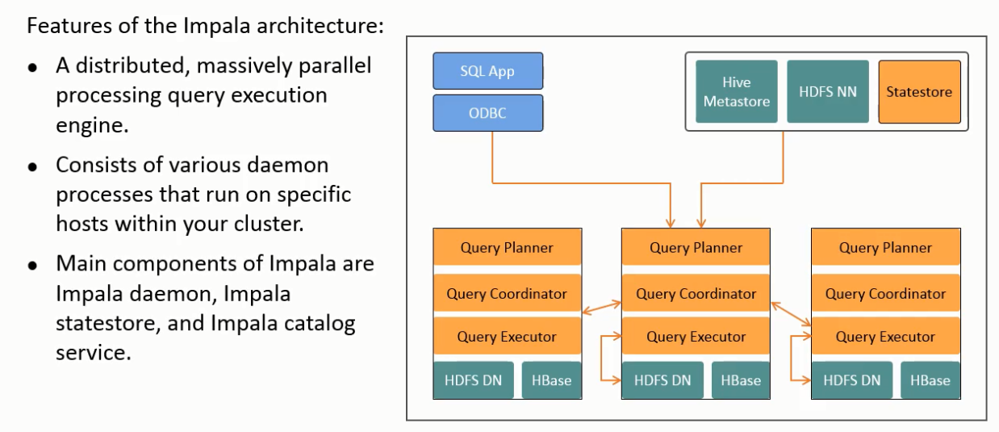 Features of the Impala architecture:
● A distributed, massively parallel
processing query execution
engine.
● Consists of various daemon
processes that run on specific
hosts within your cluster.
● Main components of Impala are
Impala daemon, Impala
statestore, and Impala catalog
service.
SQL App
ODBC
Hive
Metastore
HDFS NN
Statestore
Query Planner
Query Coordinator
Query Executor
HDFS DN
HBase
Query Planner
Query Coordinator
Query Executor
HDFS DN
HBase
Query Planner
Query Coordinator
Query Executor
HDFS DN
HBase